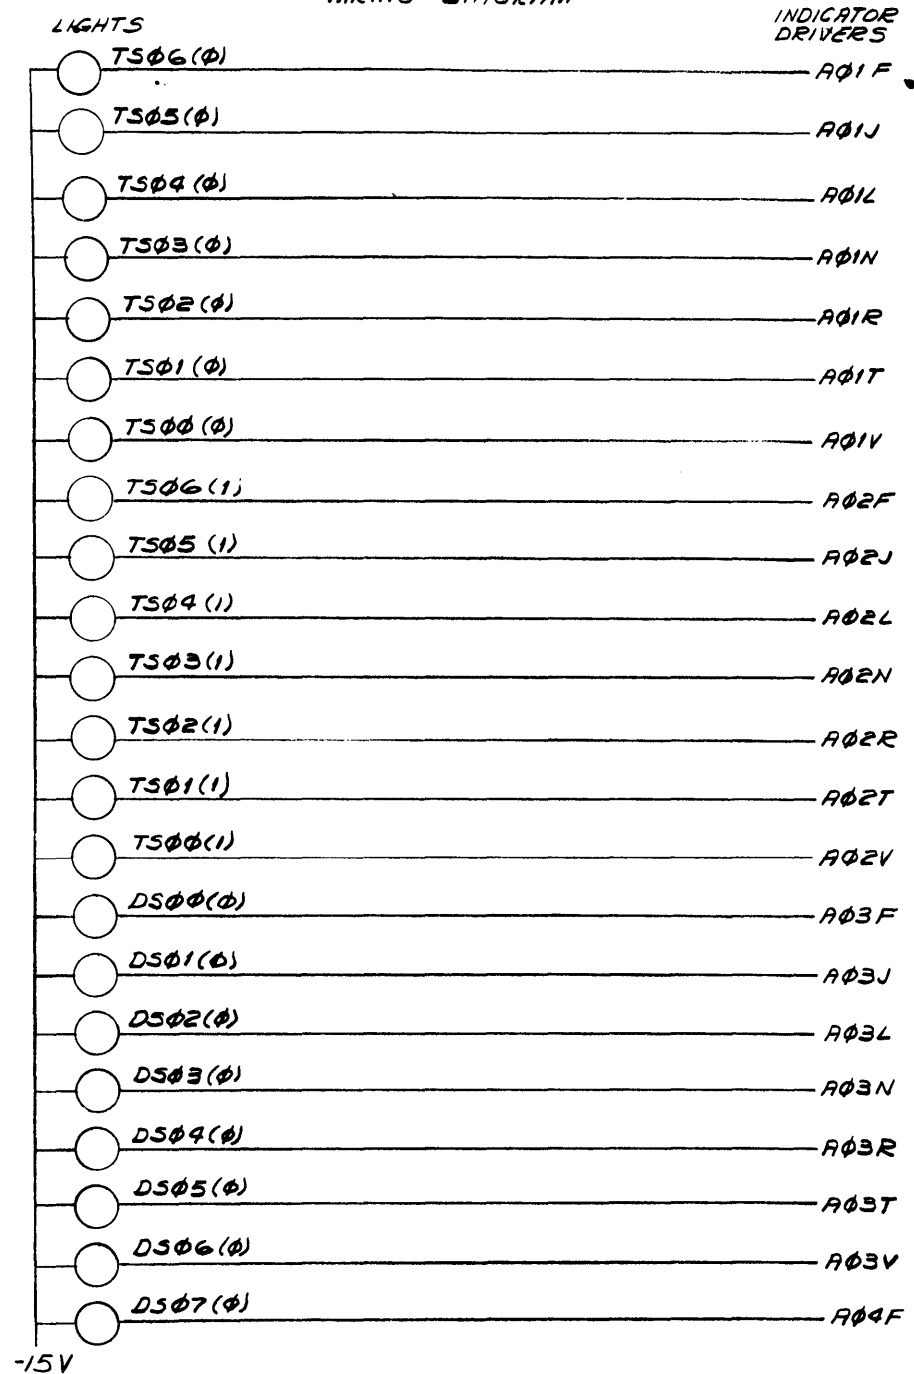 WIRING DIAGRAM
LIGHTS
INDICATOR
DRIVERS
TSØ6(Ø) AØ1F
TSØ5(Ø) AØ1J
TSØ4(Ø) AØ1L
TSØ3(Ø) AØ1N
TSØ2(Ø) AØ1R
TSØ1(Ø) AØ1T
TSØØ(Ø) AØ1V
TSØ6(1) AØ2F
TSØ5(1) AØ2J
TSØ4(1) AØ2L
TSØ3(1) AØ2N
TSØ2(1) AØ2R
TSØ1(1) AØ2T
TSØØ(1) AØ2V
DSØØ(Ø) AØ3F
DSØ1(Ø) AØ3J
DSØ2(Ø) AØ3L
DSØ3(Ø) AØ3N
DSØ4(Ø) AØ3R
DSØ5(Ø) AØ3T
DSØ6(Ø) AØ3V
DSØ7(Ø) AØ4F
-15V